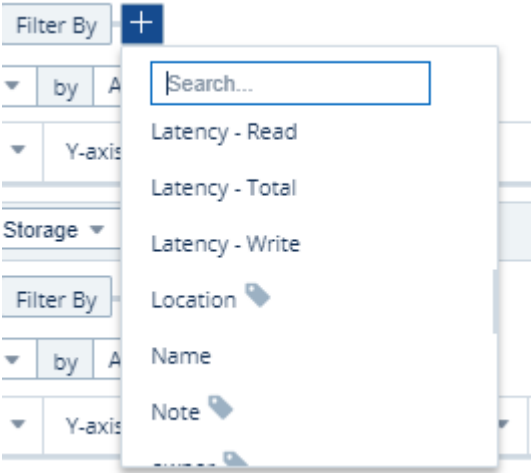 Filter By +
Search...
by A
Latency - Read
Y-axis
Latency - Total
Storage
Latency - Write
Filter By
Location
Name
by A
Note
Y-axis